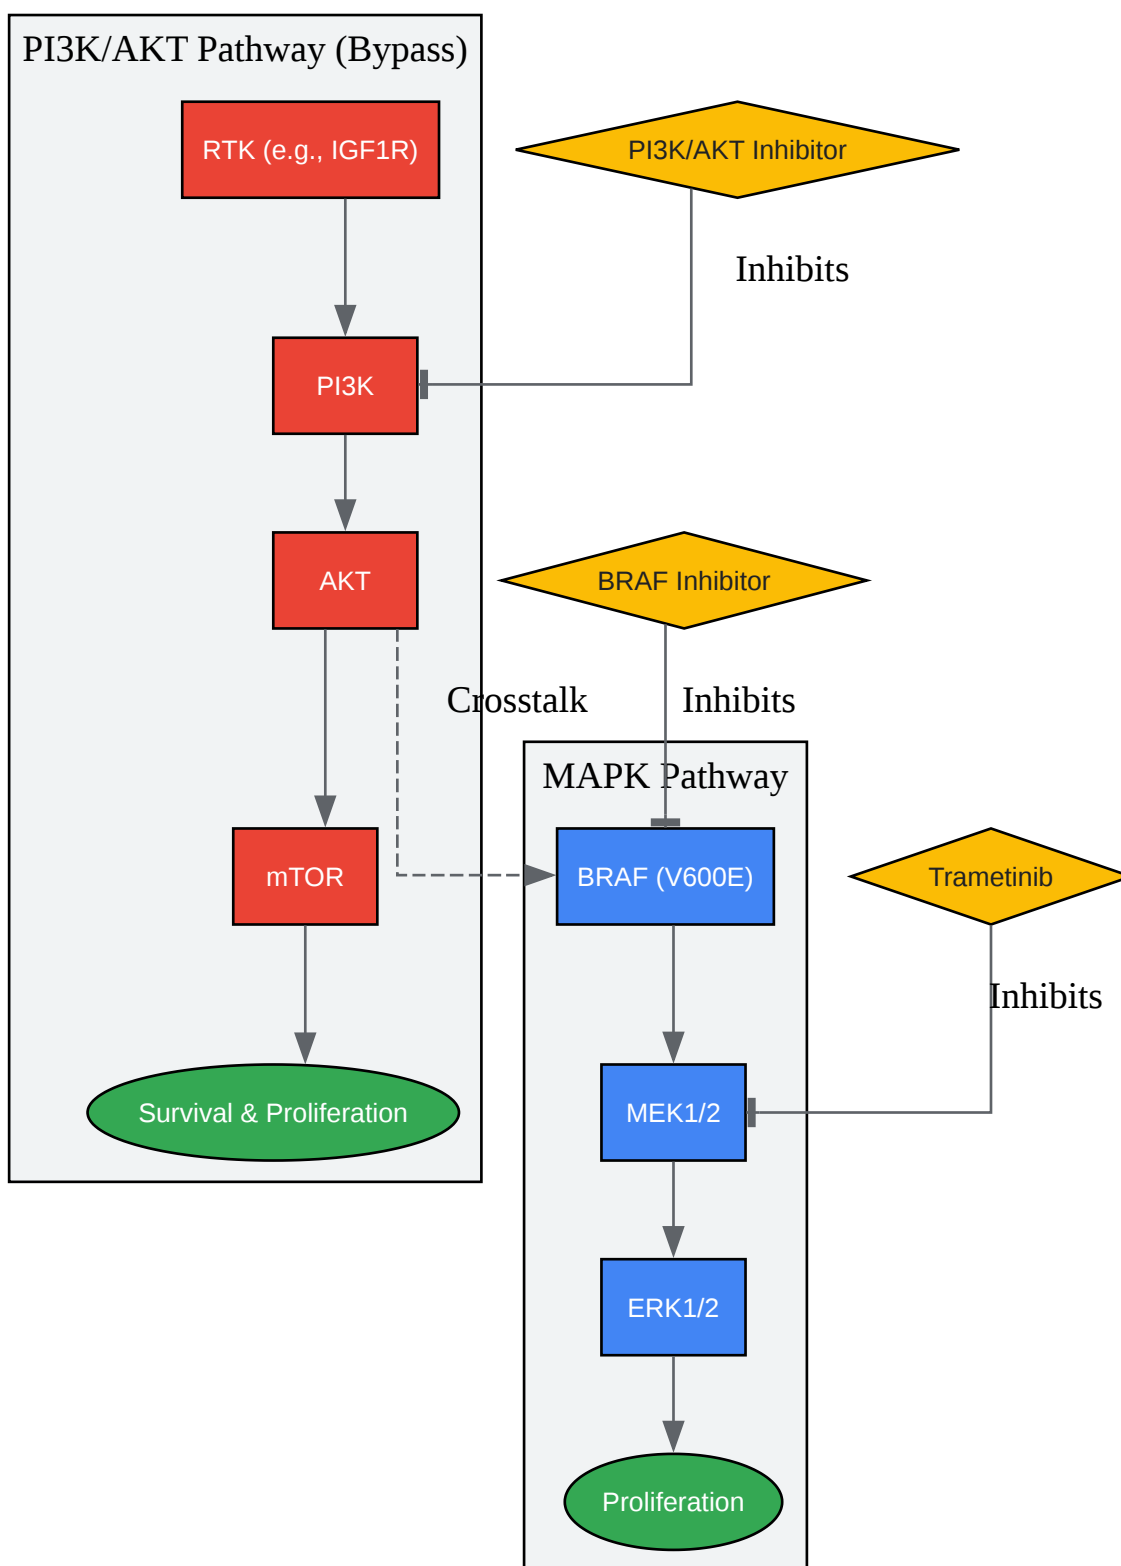 PI3K/AKT Pathway (Bypass)
RTK (e.g., IGF1R)
PI3K/AKT Inhibitor
Inhibits
PI3K
AKT
BRAF Inhibitor
Crosstalk
Inhibits
MAPK Pathway
mTOR
BRAF (V600E)
Trametinib
Inhibits
Survival & Proliferation
MEK1/2
ERK1/2
Proliferation